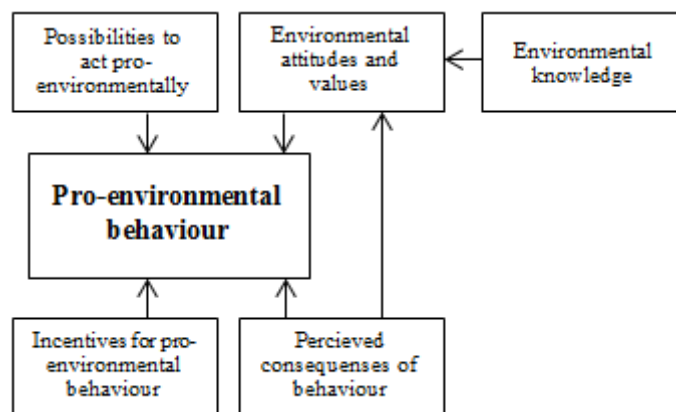 Possibilities to
act pro-
environmentally
Environmental
attitudes and
values
Environmental
knowledge
Pro-environmental
behaviour
Incentives for pro-
environmental
behaviour
Percieved
consequenses of
behaviour